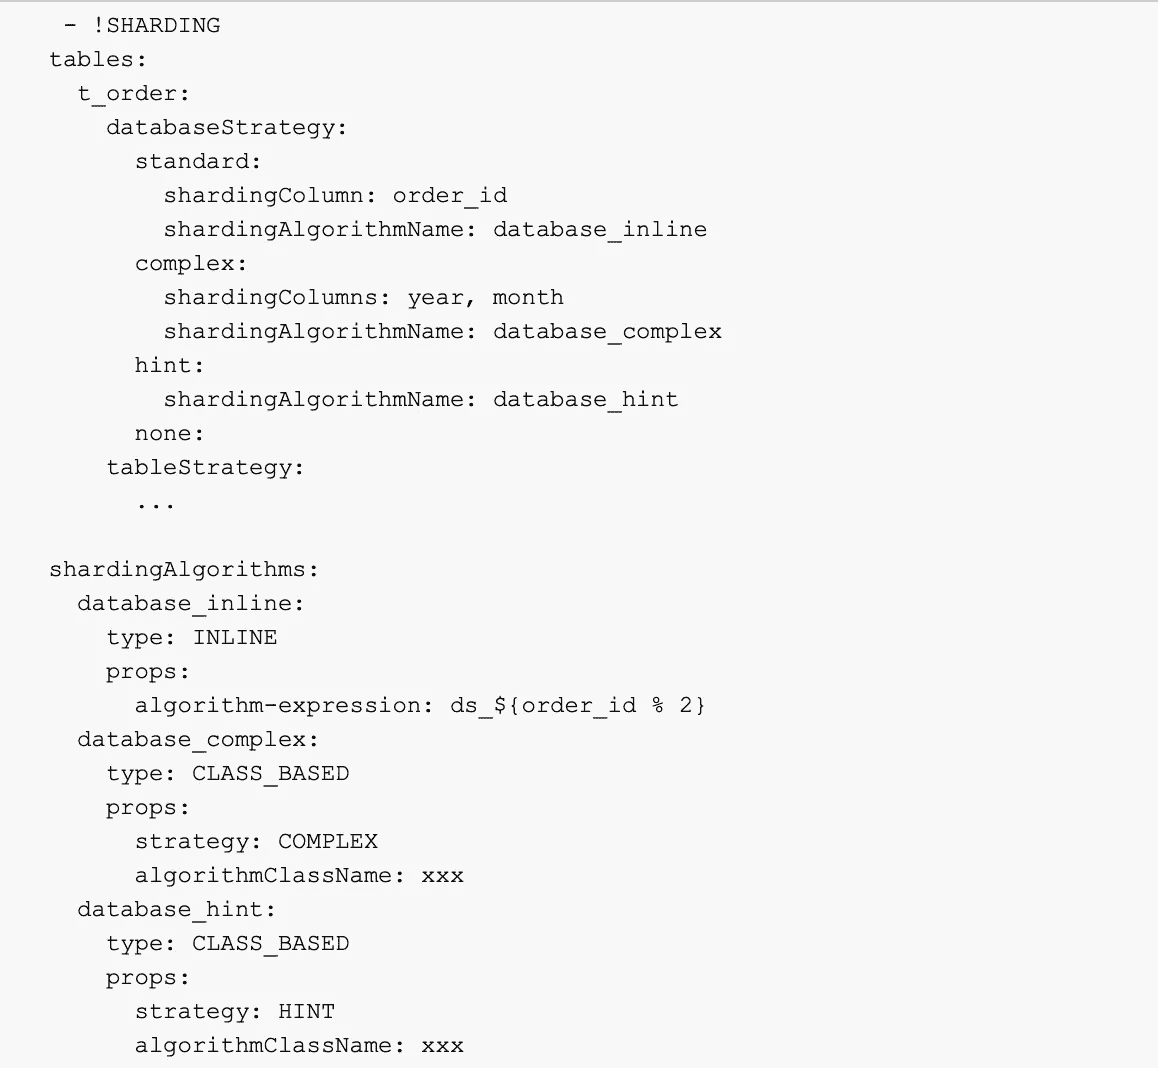 - !SHARDING
tables:
  t_order:
    databaseStrategy:
      standard:
        shardingColumn: order_id
        shardingAlgorithmName: database_inline
      complex:
        shardingColumns: year, month
        shardingAlgorithmName: database_complex
      hint:
        shardingAlgorithmName: database_hint
      none:
    tableStrategy:
      ...

shardingAlgorithms:
  database_inline:
    type: INLINE
    props:
      algorithm-expression: ds_${order_id % 2}
  database_complex:
    type: CLASS_BASED
    props:
      strategy: COMPLEX
      algorithmClassName: xxx
  database_hint:
    type: CLASS_BASED
    props:
      strategy: HINT
      algorithmClassName: xxx